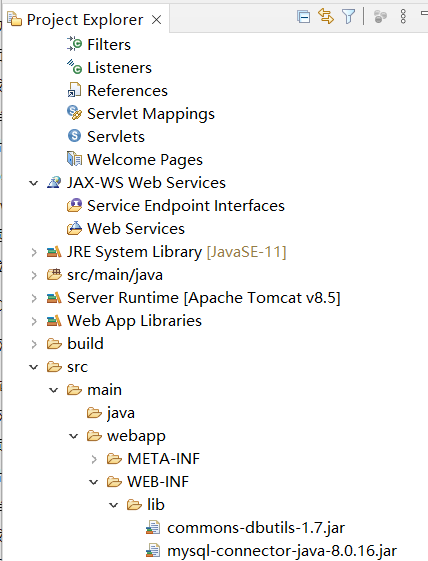 Project Explorer
Filters
Listeners
References
Servlet Mappings
Servlets
Welcome Pages
JAX-WS Web Services
Service Endpoint Interfaces
Web Services
JRE System Library [JavaSE-11]
src/main/java
Server Runtime [Apache Tomcat v8.5]
Web App Libraries
build
src
main
java
webapp
META-INF
WEB-INF
lib
commons-dbutils-1.7.jar
mysql-connector-java-8.0.16.jar